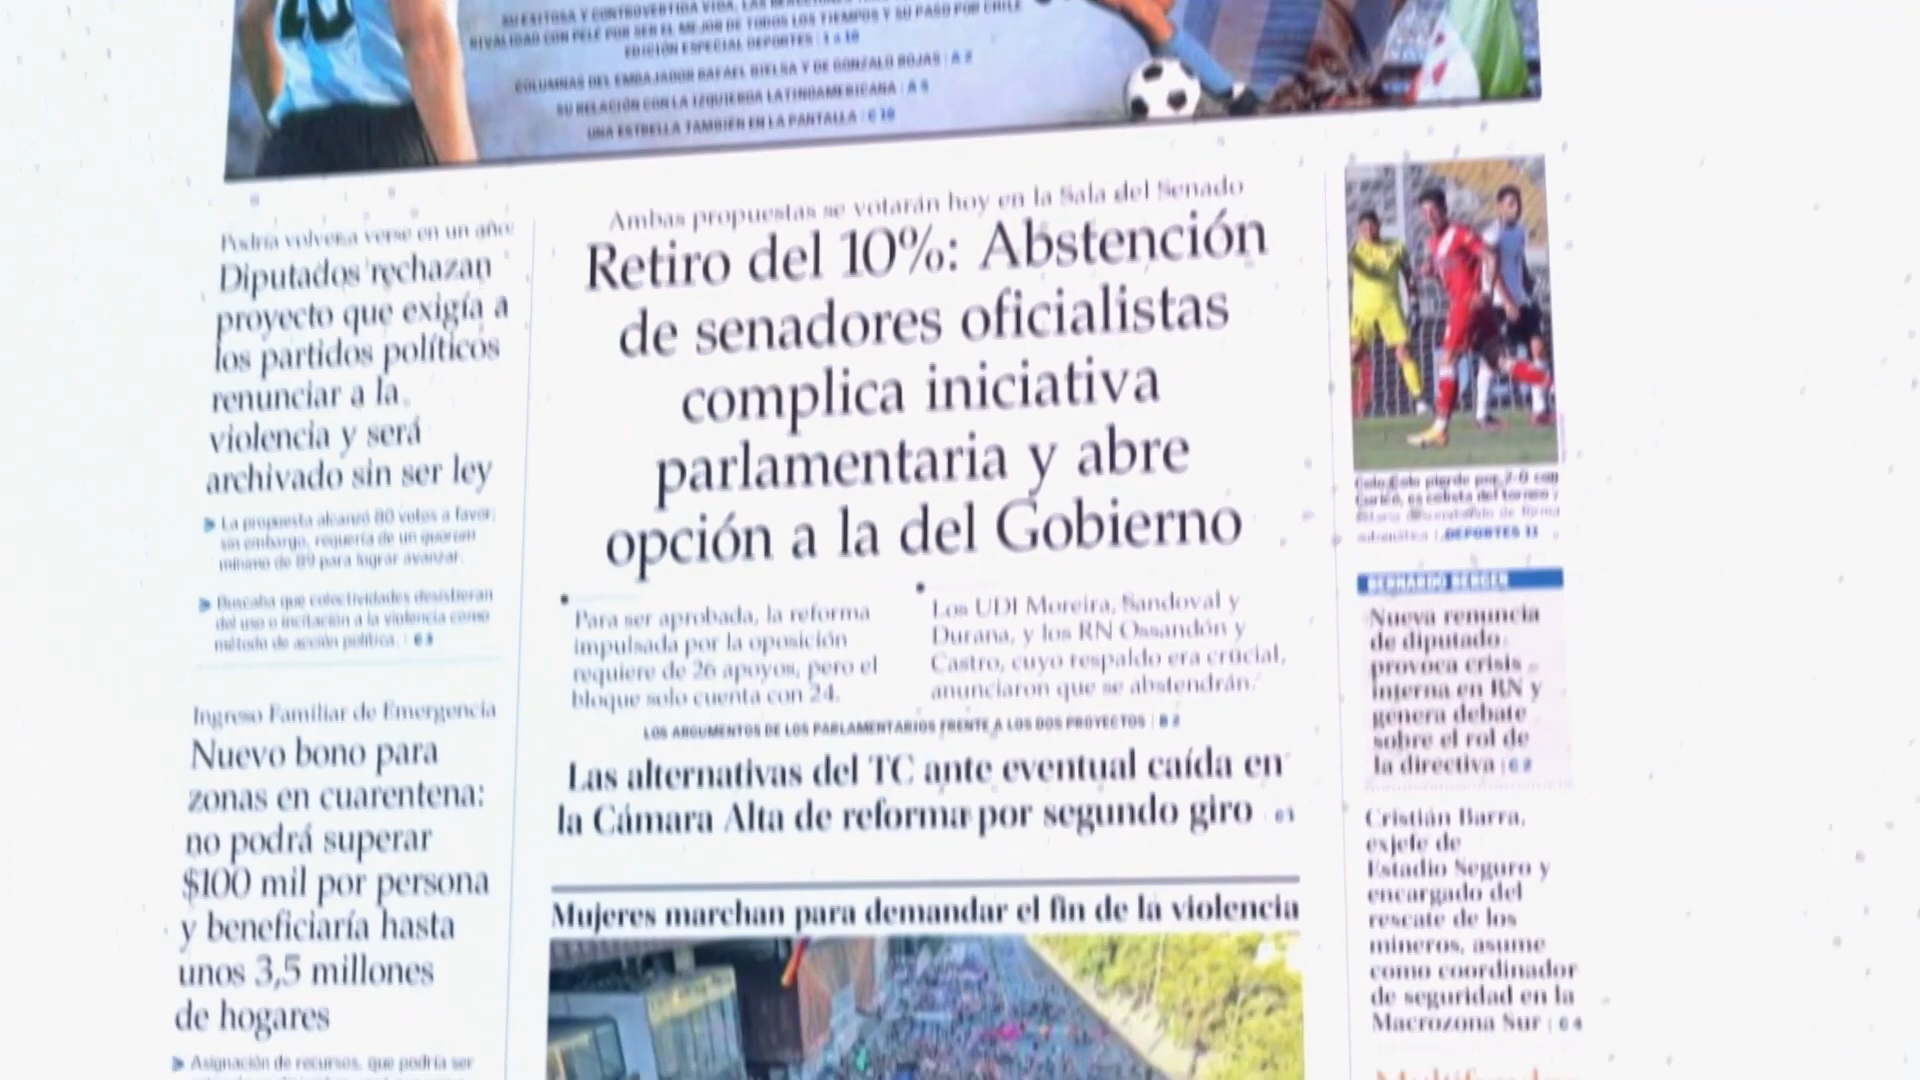 SU EXITOSA Y CONTROVERTIDA VIDA, LAS
RIVALIDAD CON PELÉ POR SER EL MEJOR DE TODOS LOS TIEMPOS Y SU PASO POR CHILE
EDICIÓN ESPECIAL DEPORTES | 1 a 10
COLUMNAS DEL EMBAJADOR RAFAEL BIELSA Y DE GONZALO ROJAS | A 2
SU RELACIÓN CON LA IZQUIERDA LATINOAMERICANA | A 5
UNA ESTRELLA TAMBIÉN EN LA PANTALLA | C 10
Podría volver a verse en un año:
Diputados rechazan
proyecto que exigía a
los partidos políticos
renunciar a la
violencia y será
archivado sin ser ley
La propuesta alcanzó 80 votos a favor;
sin embargo, requería de un quorum
mínimo de 89 para lograr avanzar.
Buscaba que colectividades desistieran
del uso o incitación a la violencia como
método de acción política. | C 3
Ingreso Familiar de Emergencia
Nuevo bono para
zonas en cuarentena:
no podrá superar
$100 mil por persona
y beneficiaría hasta
unos 3,5 millones
de hogares
Asignación de recursos, que podría ser
Ambas propuestas se votarán hoy en la Sala del Senado
Retiro del 10%: Abstención
de senadores oficialistas
complica iniciativa
parlamentaria y abre
opción a la del Gobierno
Para ser aprobada, la reforma
impulsada por la oposición
requiere de 26 apoyos, pero el
bloque solo cuenta con 24.
Los UDI Moreira, Sandoval y
Durana, y los RN Ossandón y
Castro, cuyo respaldo era crucial,
anunciaron que se abstendrán.
LOS ARGUMENTOS DE LOS PARLAMENTARIOS FRENTE A LOS DOS PROYECTOS | B 2
Las alternativas del TC ante eventual caída en
la Cámara Alta de reforma por segundo giro
Mujeres marchan para demandar el fin de la violencia
Colo Colo pierde por 2-0 con
Curicó, es colista del torneo y
DEPORTES 11
BERNARDO BERGER
Nueva renuncia
de diputado
provoca crisis
interna en RN y
genera debate
sobre el rol de
la directiva | C 2
Cristián Barra,
exjefe de
Estadio Seguro y
encargado del
rescate de los
mineros, asume
como coordinador
de seguridad en la
Macrozona Sur | C 4